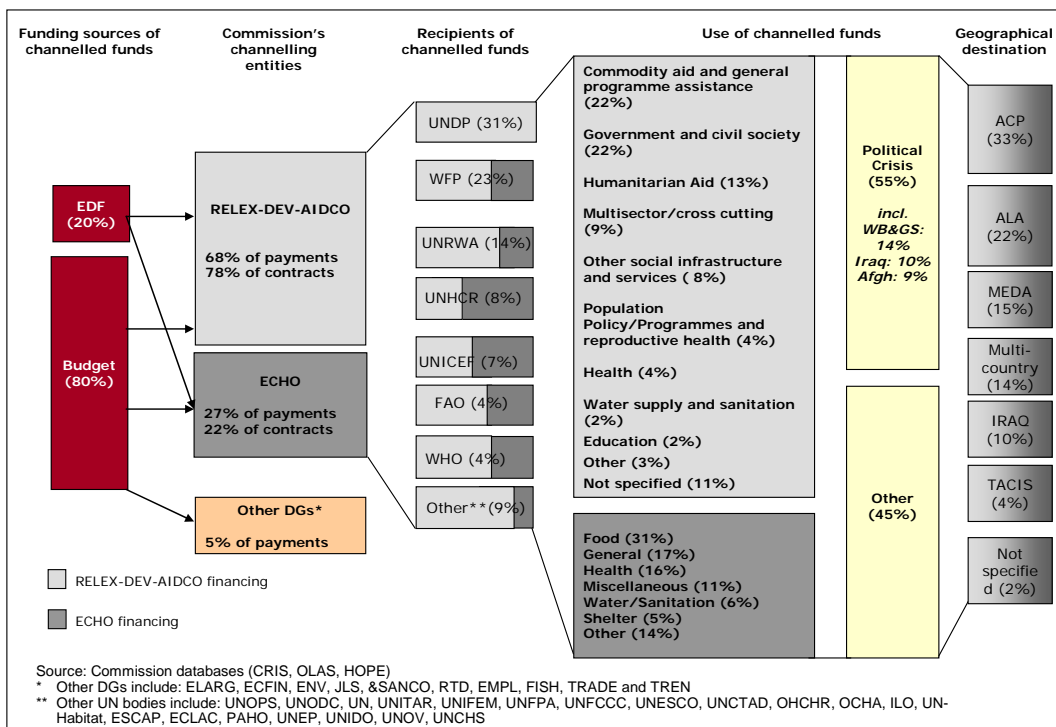 Funding sources of
channelled funds
Commission's
channelling
entities
Recipients of
channelled funds
Use of channelled funds
Geographical
destination
EDF
(20%)
Budget
(80%)
RELEX-DEV-AIDCO
68% of payments
78% of contracts
ECHO
27% of payments
22% of contracts
Other DGs*
5% of payments
UNDP (31%)
WFP (23%)
UNRWA (14%)
UNHCR (8%)
UNICEF (7%)
FAO (4%)
WHO (4%)
Other** (9%)
Commodity aid and general
programme assistance
(22%)
Government and civil society
(22%)
Humanitarian Aid (13%)
Multisector/cross cutting
(9%)
Other social infrastructure
and services ( 8%)
Population
Policy/Programmes and
reproductive health (4%)
Health (4%)
Water supply and sanitation
(2%)
Education (2%)
Other (3%)
Not specified (11%)
Food (31%)
General (17%)
Health (16%)
Miscellaneous (11%)
Water/Sanitation (6%)
Shelter (5%)
Other (14%)
Political
Crisis
(55%)
incl.
WB&GS:
14%
Iraq: 10%
Afgh: 9%
Other
(45%)
ACP
(33%)
ALA
(22%)
MEDA
(15%)
Multi-
country
(14%)
IRAQ
(10%)
TACIS
(4%)
Not
specifie
d (2%)
RELEX-DEV-AIDCO financing
ECHO financing
Source: Commission databases (CRIS, OLAS, HOPE)
* Other DGs include: ELARG, ECFIN, ENV, JLS, &SANCO, RTD, EMPL, FISH, TRADE and TREN
** Other UN bodies include: UNOPS, UNODC, UN, UNITAR, UNIFEM, UNFPA, UNFCCC, UNESCO, UNCTAD, OHCHR, OCHA, ILO, UN-
Habitat, ESCAP, ECLAC, PAHO, UNEP, UNIDO, UNOV, UNCHS